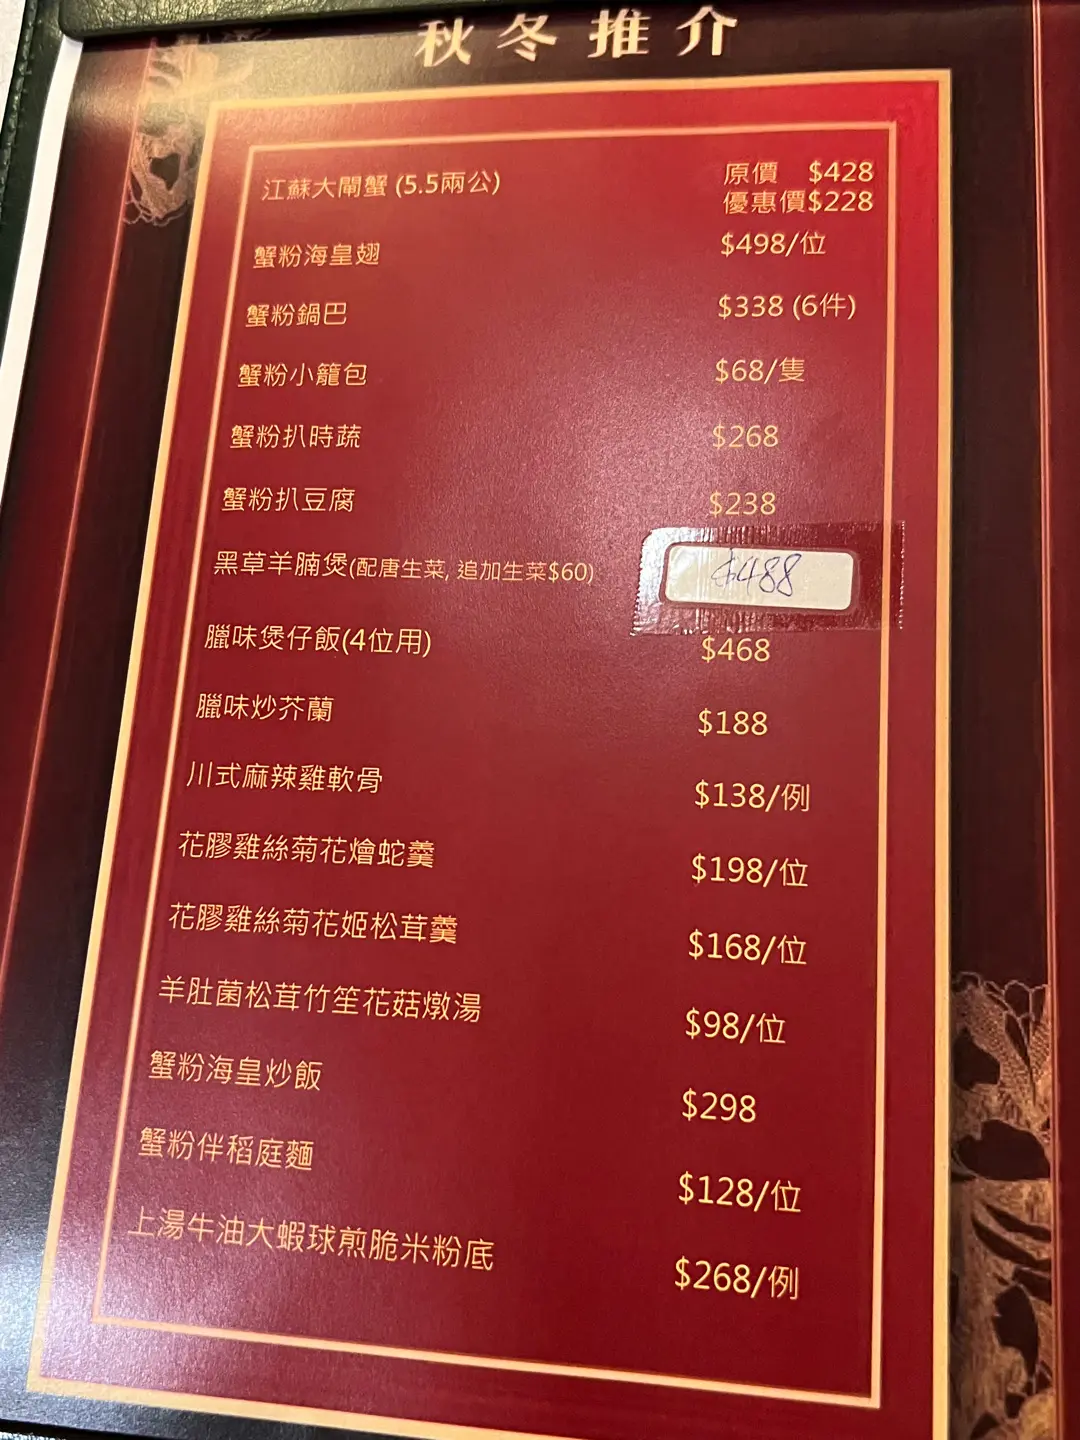 秋冬推介
江蘇大閘蟹 (5.5兩公) 原價 $428
優惠價$228
蟹粉海皇翅 $498/位
蟹粉鍋巴 $338 (6件)
蟹粉小籠包 $68/隻
蟹粉扒時蔬 $268
蟹粉扒豆腐 $238
黑草羊腩煲(配唐生菜, 追加生菜$60) $488
臘味煲仔飯(4位用) $468
臘味炒芥蘭 $188
川式麻辣雞軟骨 $138/例
花膠雞絲菊花燴蛇羹 $198/位
花膠雞絲菊花姬松茸羹 $168/位
羊肚菌松茸竹笙花菇燉湯 $98/位
蟹粉海皇炒飯 $298
蟹粉伴稻庭麵 $128/位
上湯牛油大蝦球煎脆米粉底 $268/例